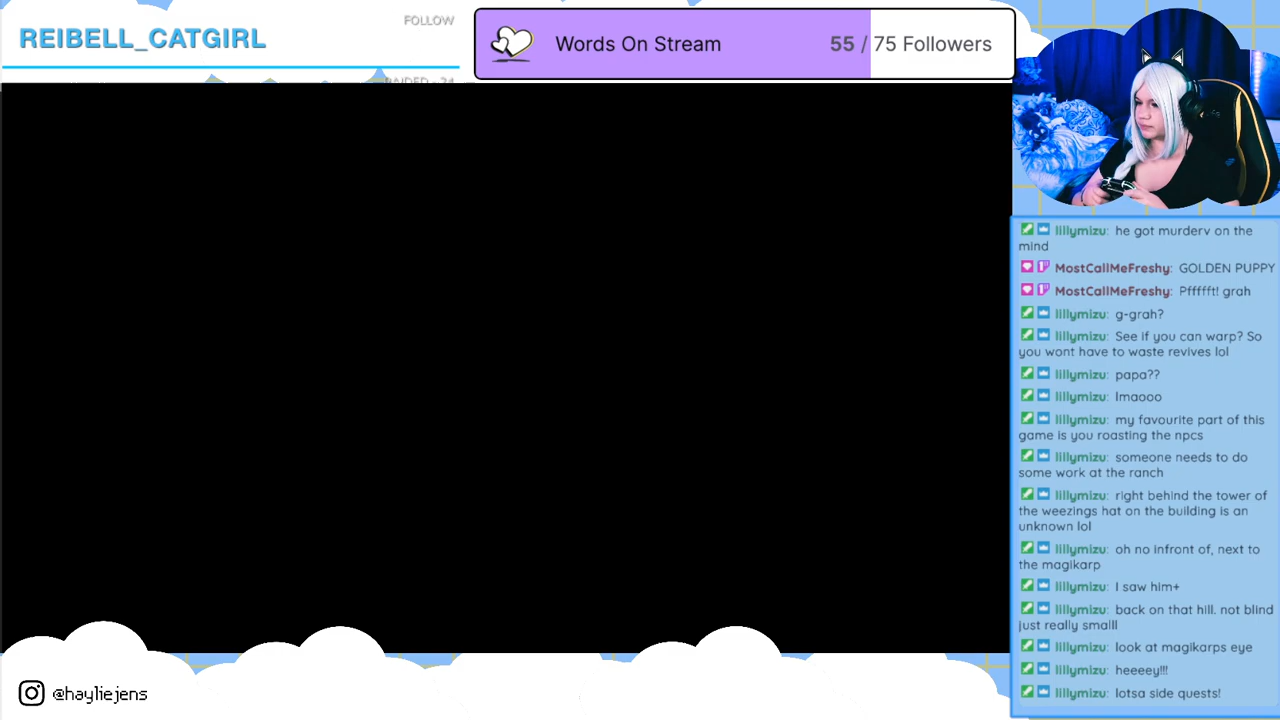 REIBELL_CATGIRL
FOLLOW
RAIDED - 24
Words On Stream
55 / 75 Followers
lillymizu: he got murderv on the
mind
MostCallMeFreshy: GOLDEN PUPPY
MostCallMeFreshy: Pffffft! grah
lillymizu: g-grah?
lillymizu: See if you can warp? So
you wont have to waste revives lol
lillymizu: papa??
lillymizu: lmaooo
lillymizu: my favourite part of this
game is you roasting the npcs
lillymizu: someone needs to do
some work at the ranch
lillymizu: right behind the tower of
the weezings hat on the building is an
unknown lol
lillymizu: oh no infront of, next to
the magikarp
lillymizu: I saw him+
lillymizu: back on that hill. not blind
just really smalll
lillymizu: look at magikarps eye
lillymizu: heeeey!!!
lillymizu: lotsa side quests!
@hayliejens